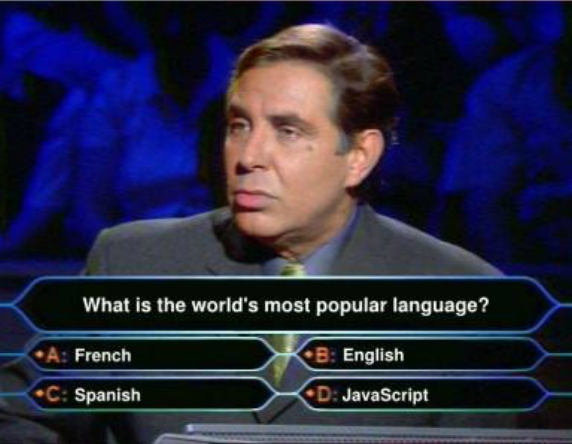 What is the world's most popular language?
A: French
B: English
C: Spanish
D: JavaScript